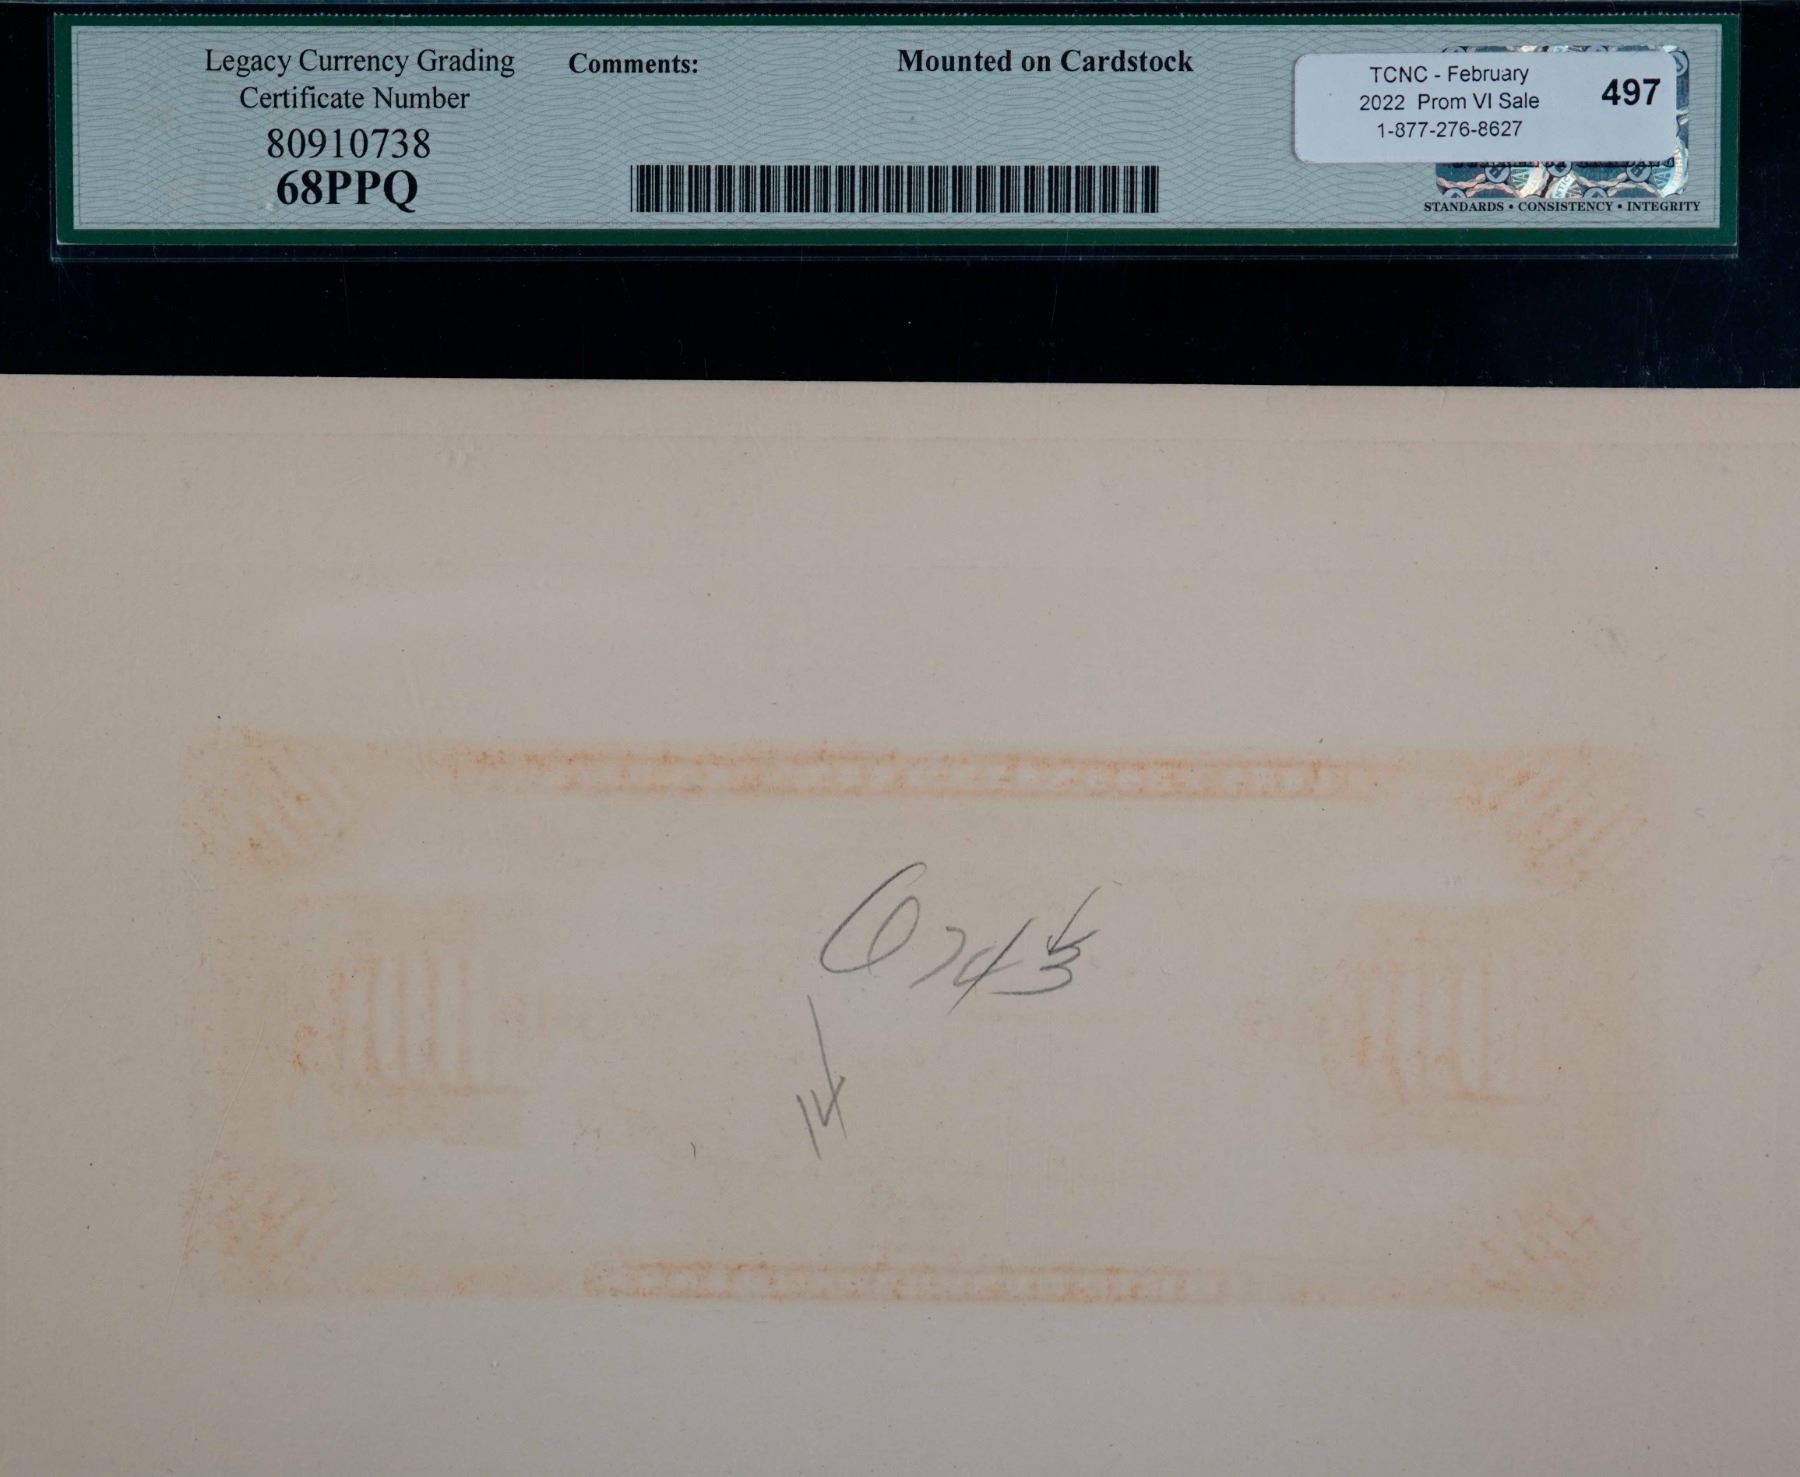 Legacy Currency Grading
Certificate Number
80910738
68PPQ
Comments:
Mounted on Cardstock
TCNC - February
2022 Prom VI Sale
1-877-276-8627
497
STANDARDS • CONSISTENCY • INTEGRITY